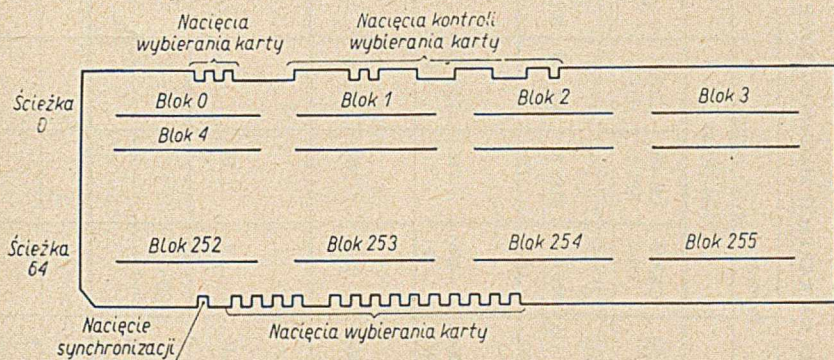 Nacięcia
wybierania karty
Nacięcia kontroli
wybierania karty
Ścieżka
0
Blok 0
Blok 1
Blok 2
Blok 3
Blok 4
Ścieżka
64
Blok 252
Blok 253
Blok 254
Blok 255
Nacięcie
synchronizacji
Nacięcia wybierania karty